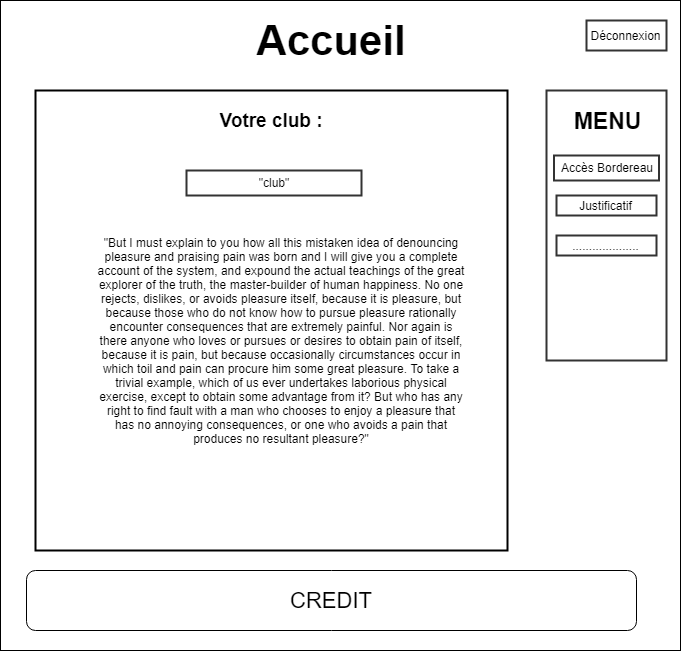 Accueil
Déconnexion
Votre club :
"club"
"But I must explain to you how all this mistaken idea of denouncing
pleasure and praising pain was born and I will give you a complete
account of the system, and expound the actual teachings of the great
explorer of the truth, the master-builder of human happiness. No one
rejects, dislikes, or avoids pleasure itself, because it is pleasure, but
because those who do not know how to pursue pleasure rationally
encounter consequences that are extremely painful. Nor again is
there anyone who loves or pursues or desires to obtain pain of itself,
because it is pain, but because occasionally circumstances occur in
which toil and pain can procure him some great pleasure. To take a
trivial example, which of us ever undertakes laborious physical
exercise, except to obtain some advantage from it? But who has any
right to find fault with a man who chooses to enjoy a pleasure that
has no annoying consequences, or one who avoids a pain that
produces no resultant pleasure?"
MENU
Accès Bordereau
Justificatif
....................
CREDIT